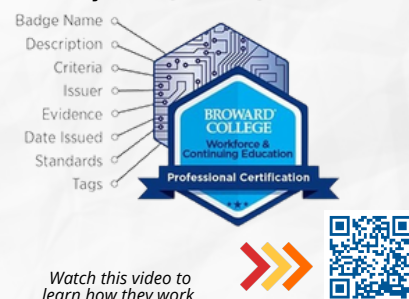 Badge Name
Description
Criteria
Issuer
Evidence
Date Issued
Standards
Tags
BROWARD
COLLEGE
Workforce &
Continuing Education
Professional Certification
Watch this video to
learn how they work